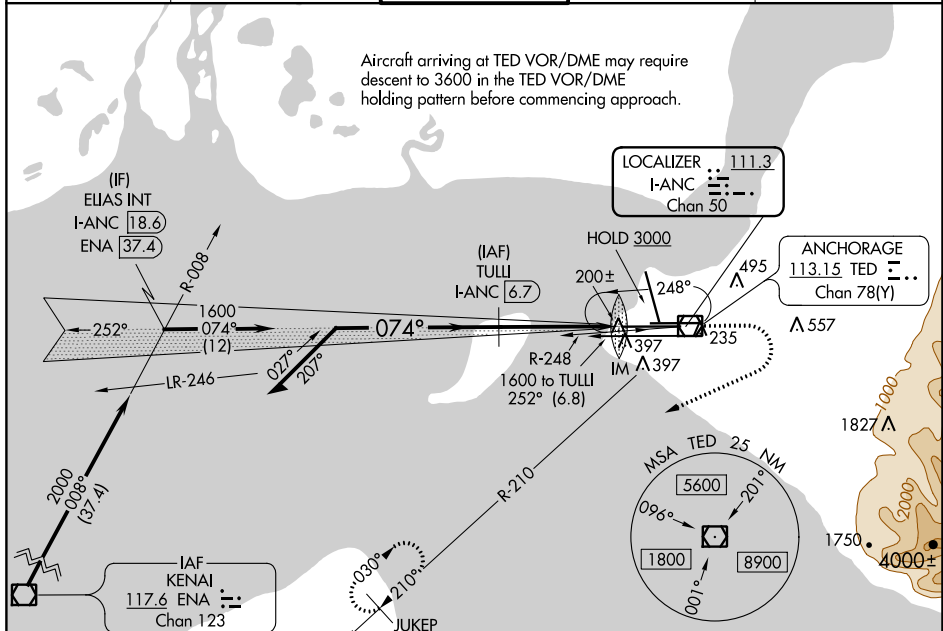 Aircraft arriving at TED VOR/DME may require
descent to 3600 in the TED VOR/DME
holding pattern before commencing approach.
LOCALIZER 111.3
I-ANC
Chan 50
(IF)
ELIAS INT
I-ANC 18.6
ENA 37.4
R-008
HOLD 3000
(IAF)
TULLI
I-ANC 6.7
ANCHORAGE
113.15 TED
Chan 78(Y)
495
200±
248°
557
1600
074°
(12)
252°
074°
397
235
027°
207°
LR-246
R-248
1600 to TULLI
252° (6.8)
IM
397
1000
1827
2000
2000
008°
(37.4)
R-210
MSA TED 25 NM
5600
201°
096°
1800
8900
001°
1750
4000±
IAF
KENAI
117.6 ENA
Chan 123
030°
210°
JUKEP